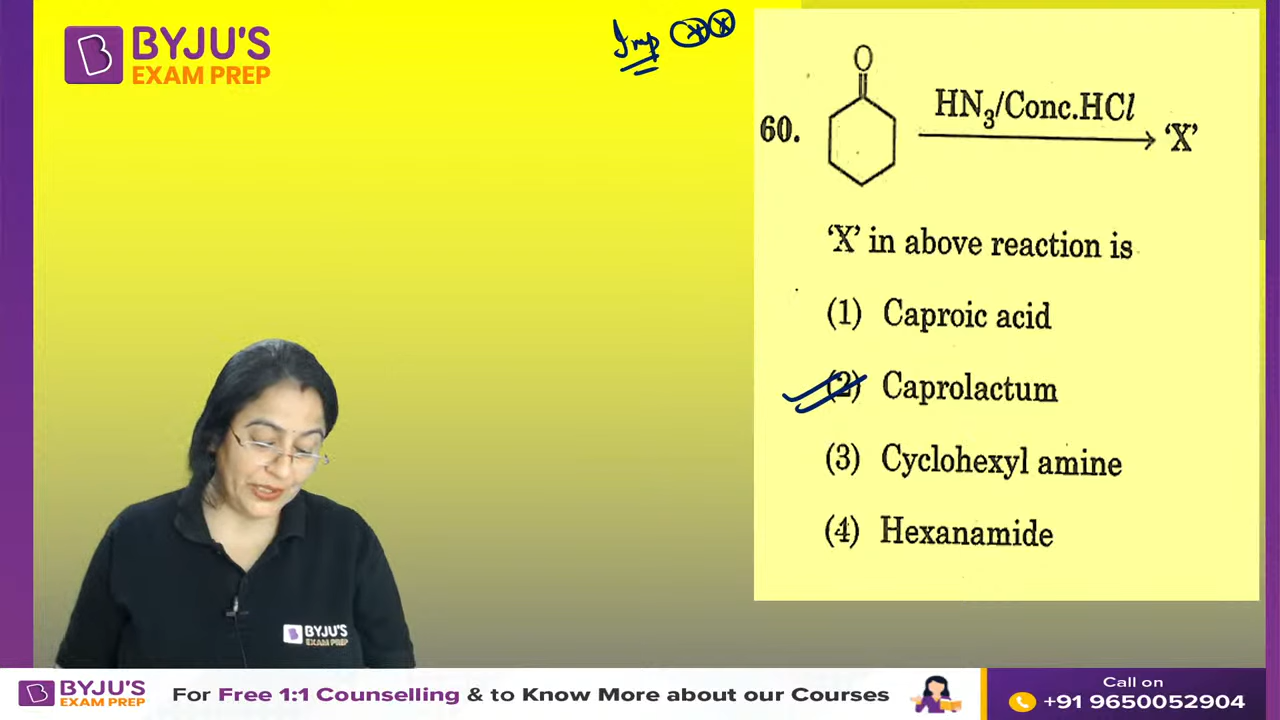 BYJU'S
EXAM PREP
Imp
60.
O
HN₃/Conc.HCl
'X'
'X' in above reaction is
(1) Caproic acid
(2) Caprolactum
(3) Cyclohexyl amine
(4) Hexanamide
BYJU'S
EXAM PREP
BYJU'S
EXAM PREP
For Free 1:1 Counselling & to Know More about our Courses
Call on
+91 9650052904